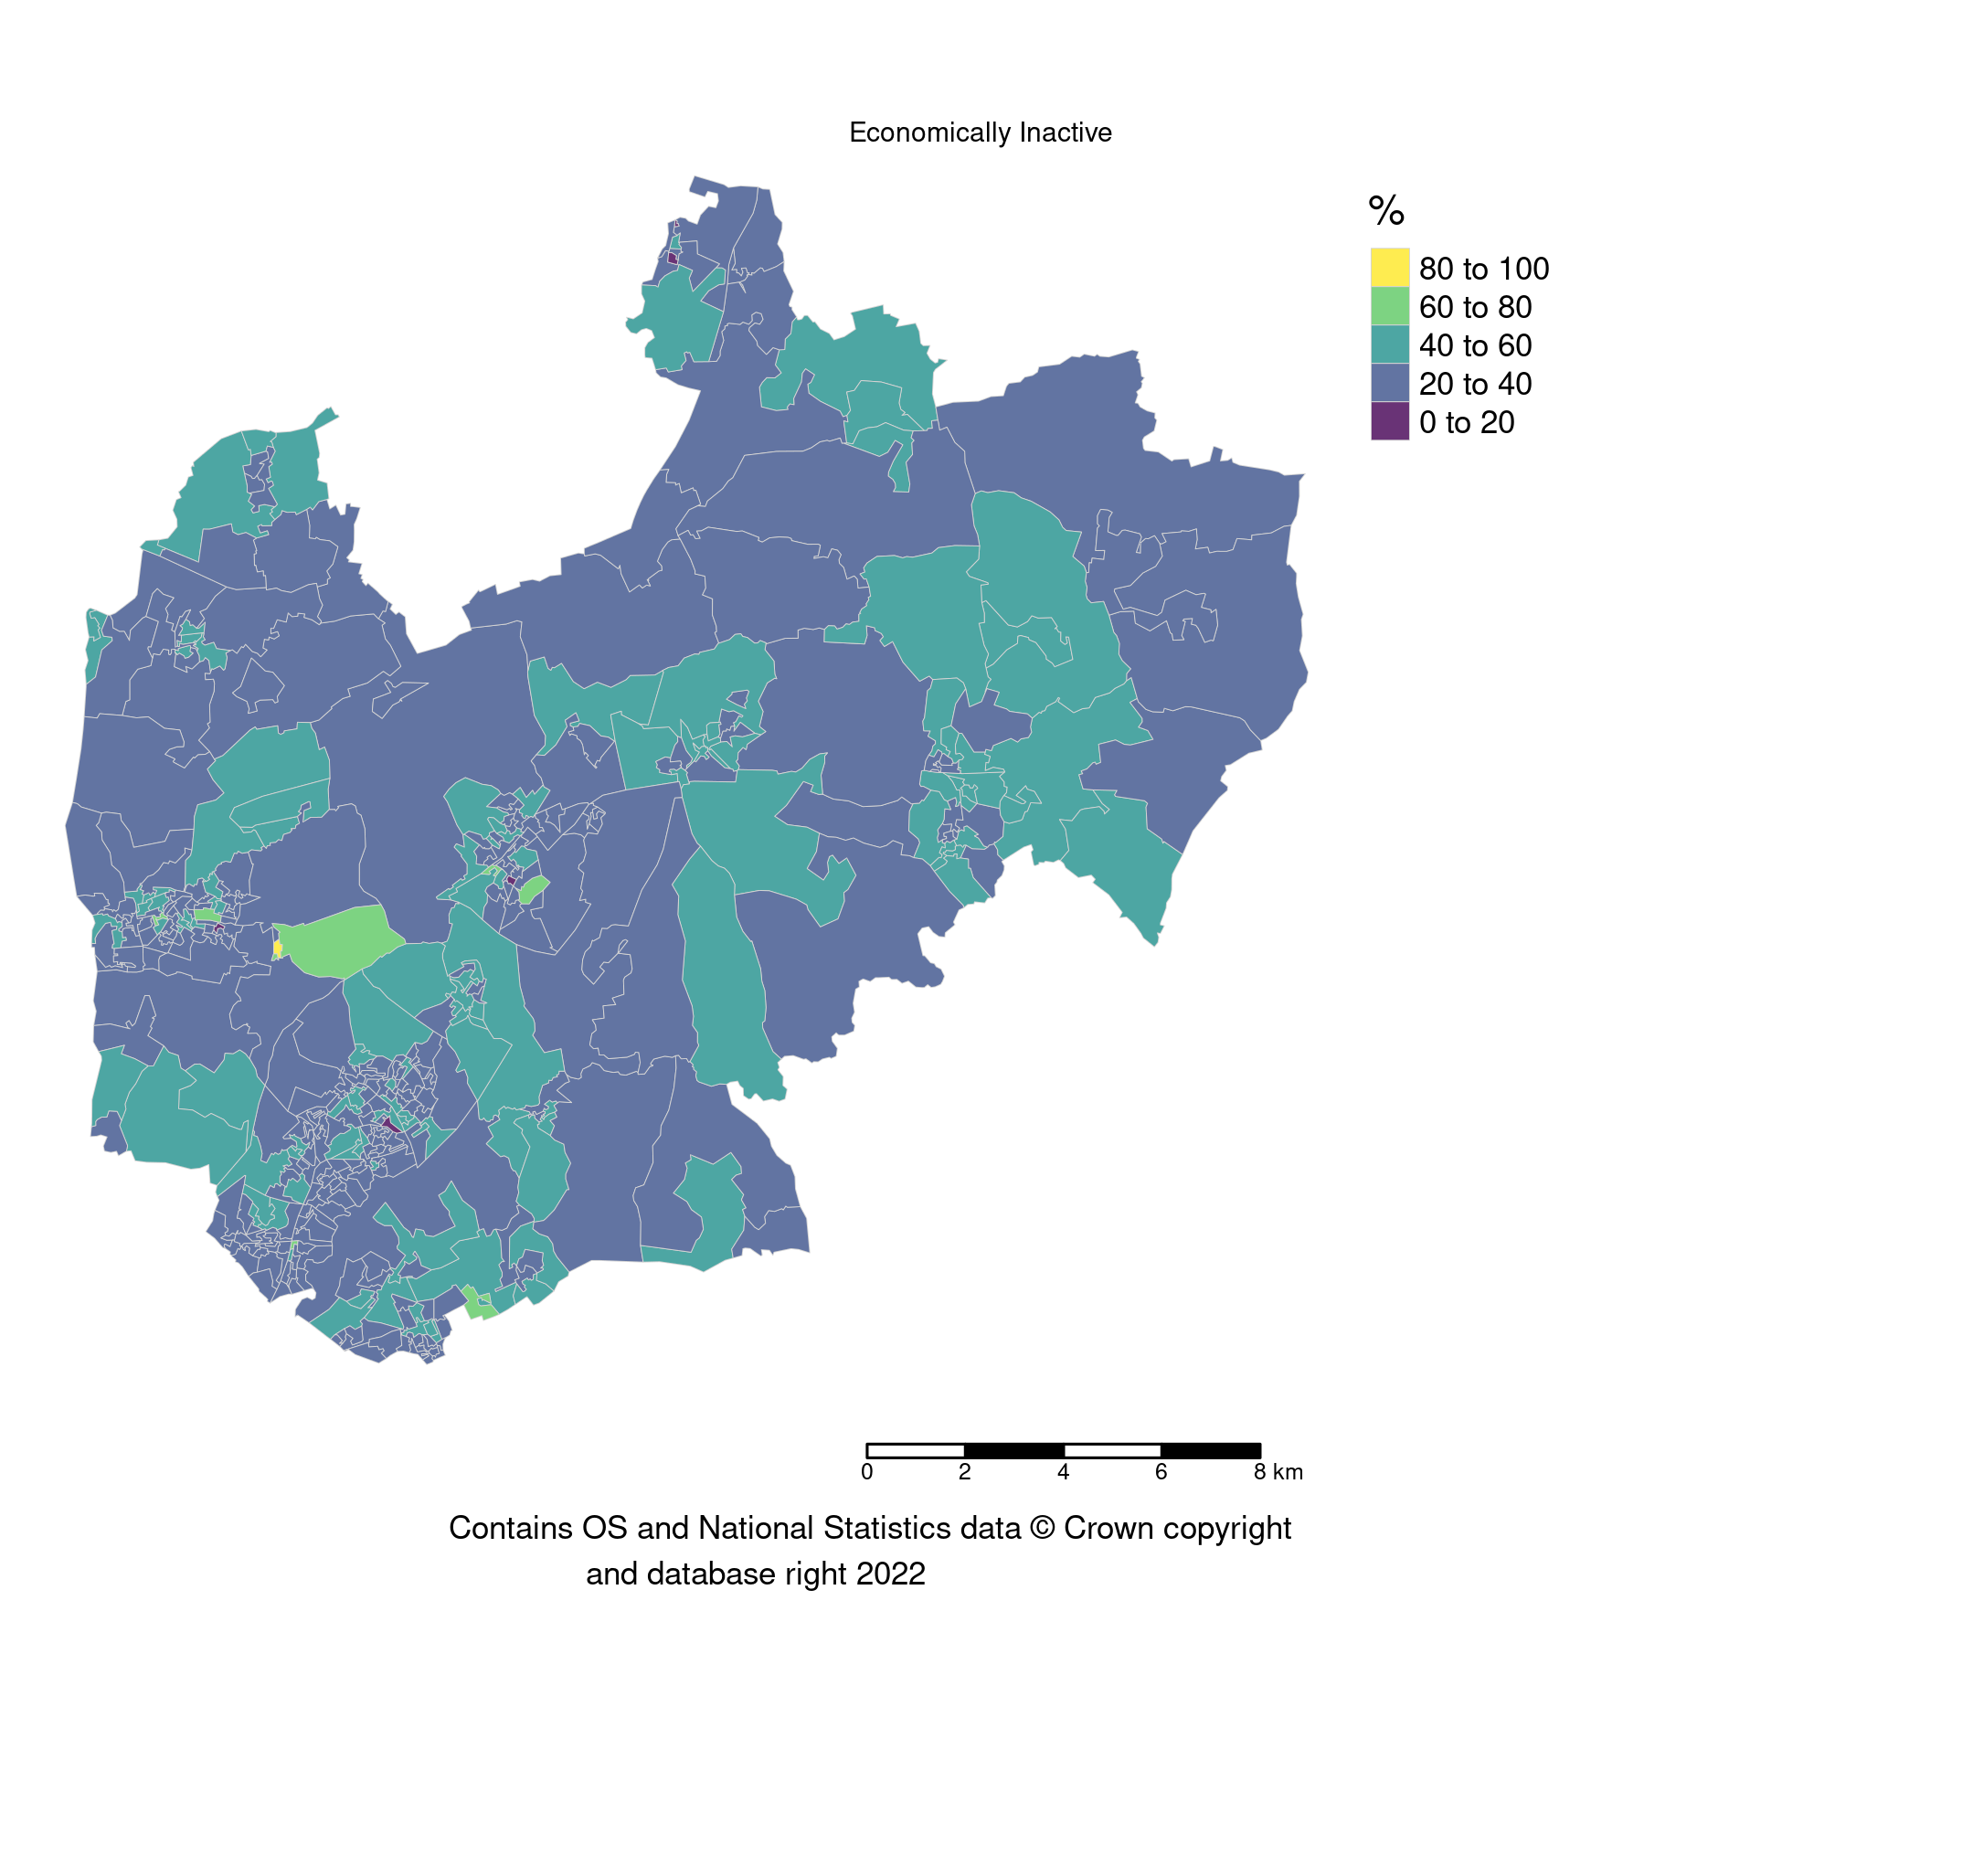 Economically Inactive
%
80 to 100
60 to 80
40 to 60
20 to 40
0 to 20
0 2 4 6 8 km
Contains OS and National Statistics data © Crown copyright
and database right 2022